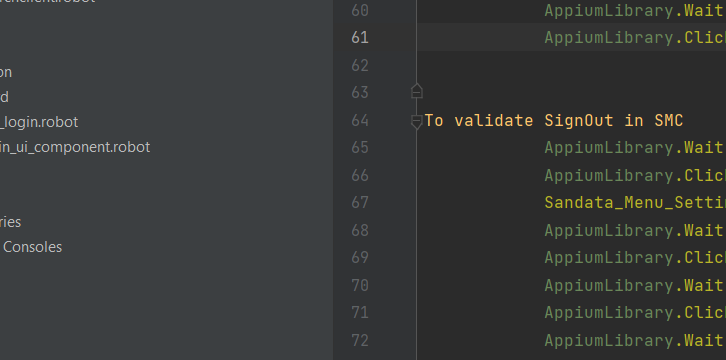 60 AppiumLibrary.Wait
61 AppiumLibrary.Clic
62
63
64 To validate SignOut in SMC
65 AppiumLibrary.Wait
66 AppiumLibrary.Clic
67 Sandata_Menu_Setti
68 AppiumLibrary.Wait
69 AppiumLibrary.Clic
70 AppiumLibrary.Wait
71 AppiumLibrary.Clic
72 AppiumLibrary.Wait
on
d
_login.robot
in_ui_component.robot
ries
Consoles